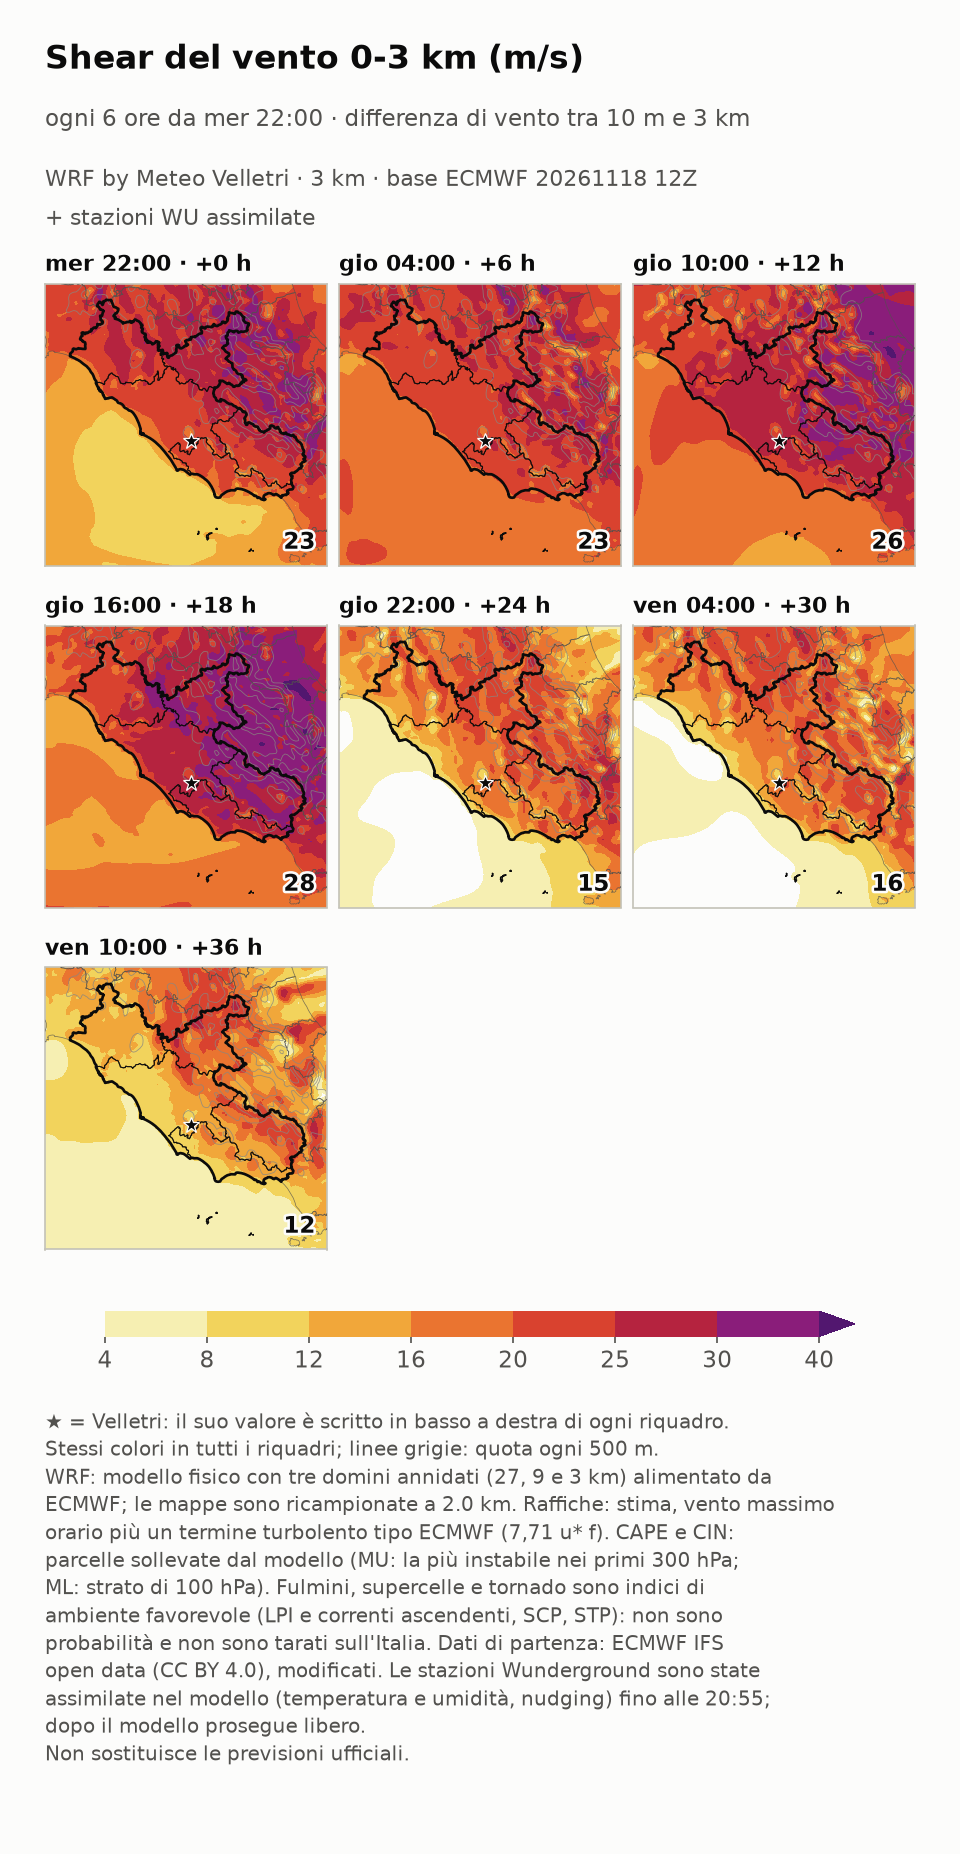 Shear del vento 0-3 km (m/s)
ogni 6 ore da mer 22:00 · differenza di vento tra 10 m e 3 km
WRF by Meteo Velletri · 3 km · base ECMWF 20261118 12Z
+ stazioni WU assimilate
mer 22:00 · +0 h
gio 04:00 · +6 h
gio 10:00 · +12 h
23
23
26
gio 16:00 · +18 h
gio 22:00 · +24 h
ven 04:00 · +30 h
28
15
16
ven 10:00 · +36 h
12
4 8 12 16 20 25 30 40
★ = Velletri: il suo valore è scritto in basso a destra di ogni riquadro.
Stessi colori in tutti i riquadri; linee grigie: quota ogni 500 m.
WRF: modello fisico con tre domini annidati (27, 9 e 3 km) alimentato da
ECMWF; le mappe sono ricampionate a 2.0 km. Raffiche: stima, vento massimo
orario più un termine turbolento tipo ECMWF (7,71 u* f). CAPE e CIN:
parcelle sollevate dal modello (MU: la più instabile nei primi 300 hPa;
ML: strato di 100 hPa). Fulmini, supercelle e tornado sono indici di
ambiente favorevole (LPI e correnti ascendenti, SCP, STP): non sono
probabilità e non sono tarati sull'Italia. Dati di partenza: ECMWF IFS
open data (CC BY 4.0), modificati. Le stazioni Wunderground sono state
assimilate nel modello (temperatura e umidità, nudging) fino alle 20:55;
dopo il modello prosegue libero.
Non sostituisce le previsioni ufficiali.